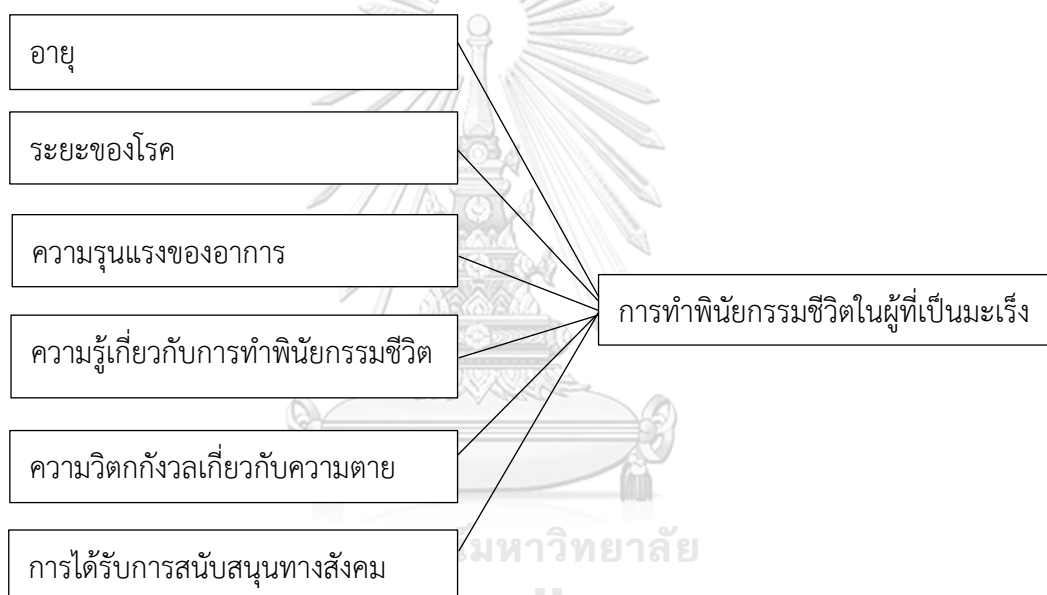 อายุ
ระยะของโรค
ความรุนแรงของอาการ
การทำพินัยกรรมชีวิตในผู้ที่เป็นมะเร็ง
ความรู้เกี่ยวกับการทำพินัยกรรมชีวิต
ความวิตกกังวลเกี่ยวกับความตาย
การได้รับการสนับสนุนทางสังคม
มหาวิทยาลัย